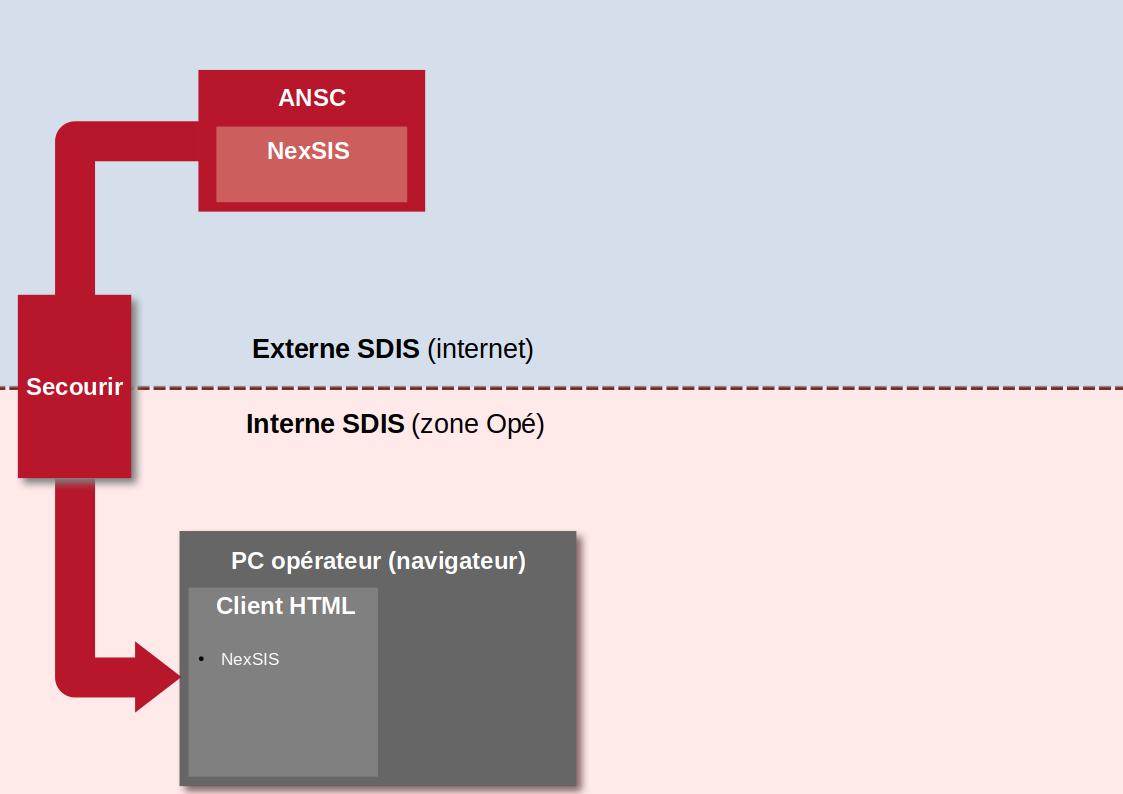 ANSC
NexSIS
Externe SDIS (internet)
Secourir
Interne SDIS (zone Opé)
PC opérateur (navigateur)
Client HTML
• NexSIS